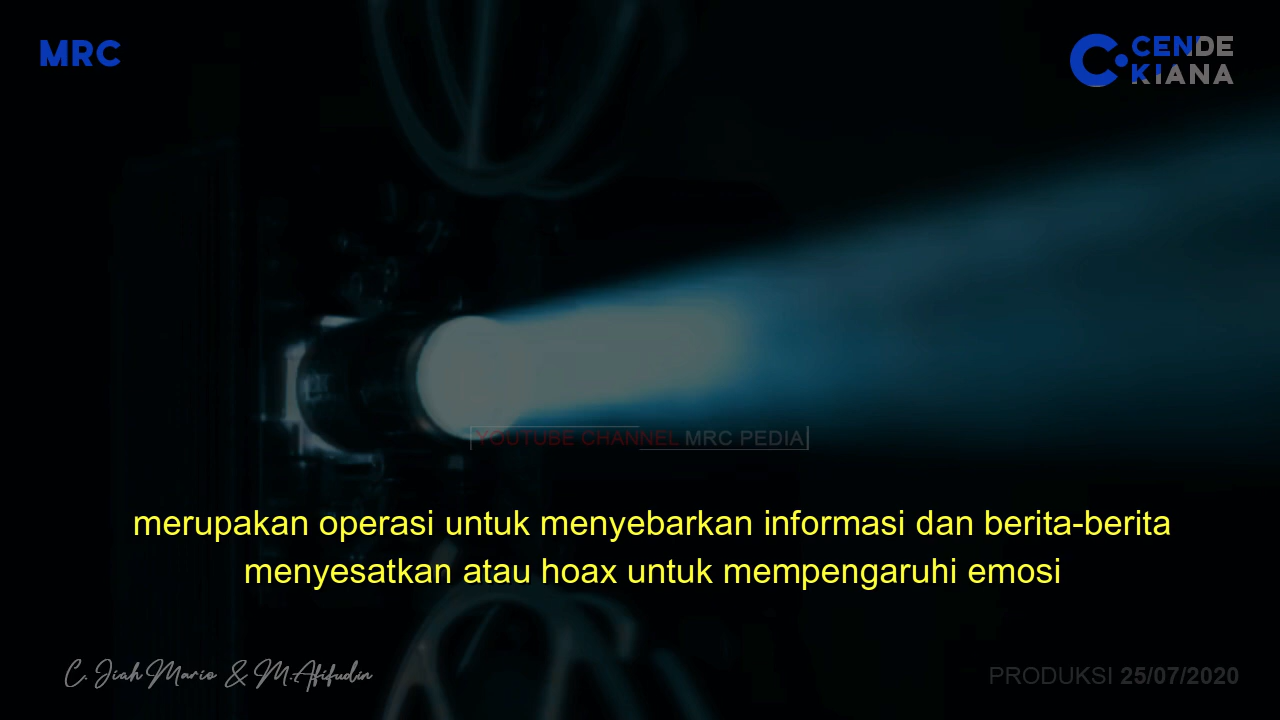 MRC
CENDE
KIANA
YOUTUBE CHANNEL MRC PEDIA
merupakan operasi untuk menyebarkan informasi dan berita-berita
menyesatkan atau hoax untuk mempengaruhi emosi
C. Jiah Mario & M.Afifudin
PRODUKSI 25/07/2020